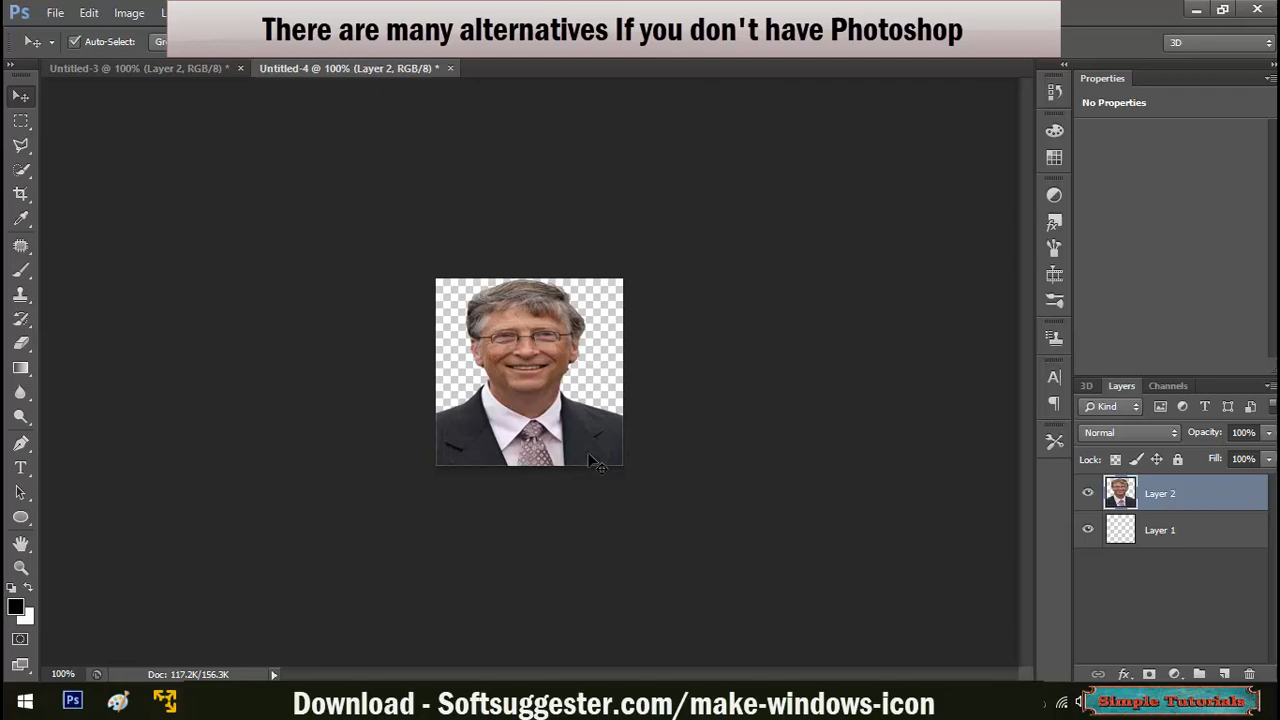 There are many alternatives If you don't have Photoshop
Ps File Edit Image L
Auto-Select: Gr
3D
Untitled-3 @ 100% (Layer 2, RGB/8) * ×
Untitled-4 @ 100% (Layer 2, RGB/8) * ×
Properties
No Properties
3D Layers Channels
Kind
Normal Opacity: 100%
Lock: Fill: 100%
Layer 2
Layer 1
100% Doc: 117.2K/156.3K
Ps
Download - Softsuggester.com/make-windows-icon
Simple Tutorials